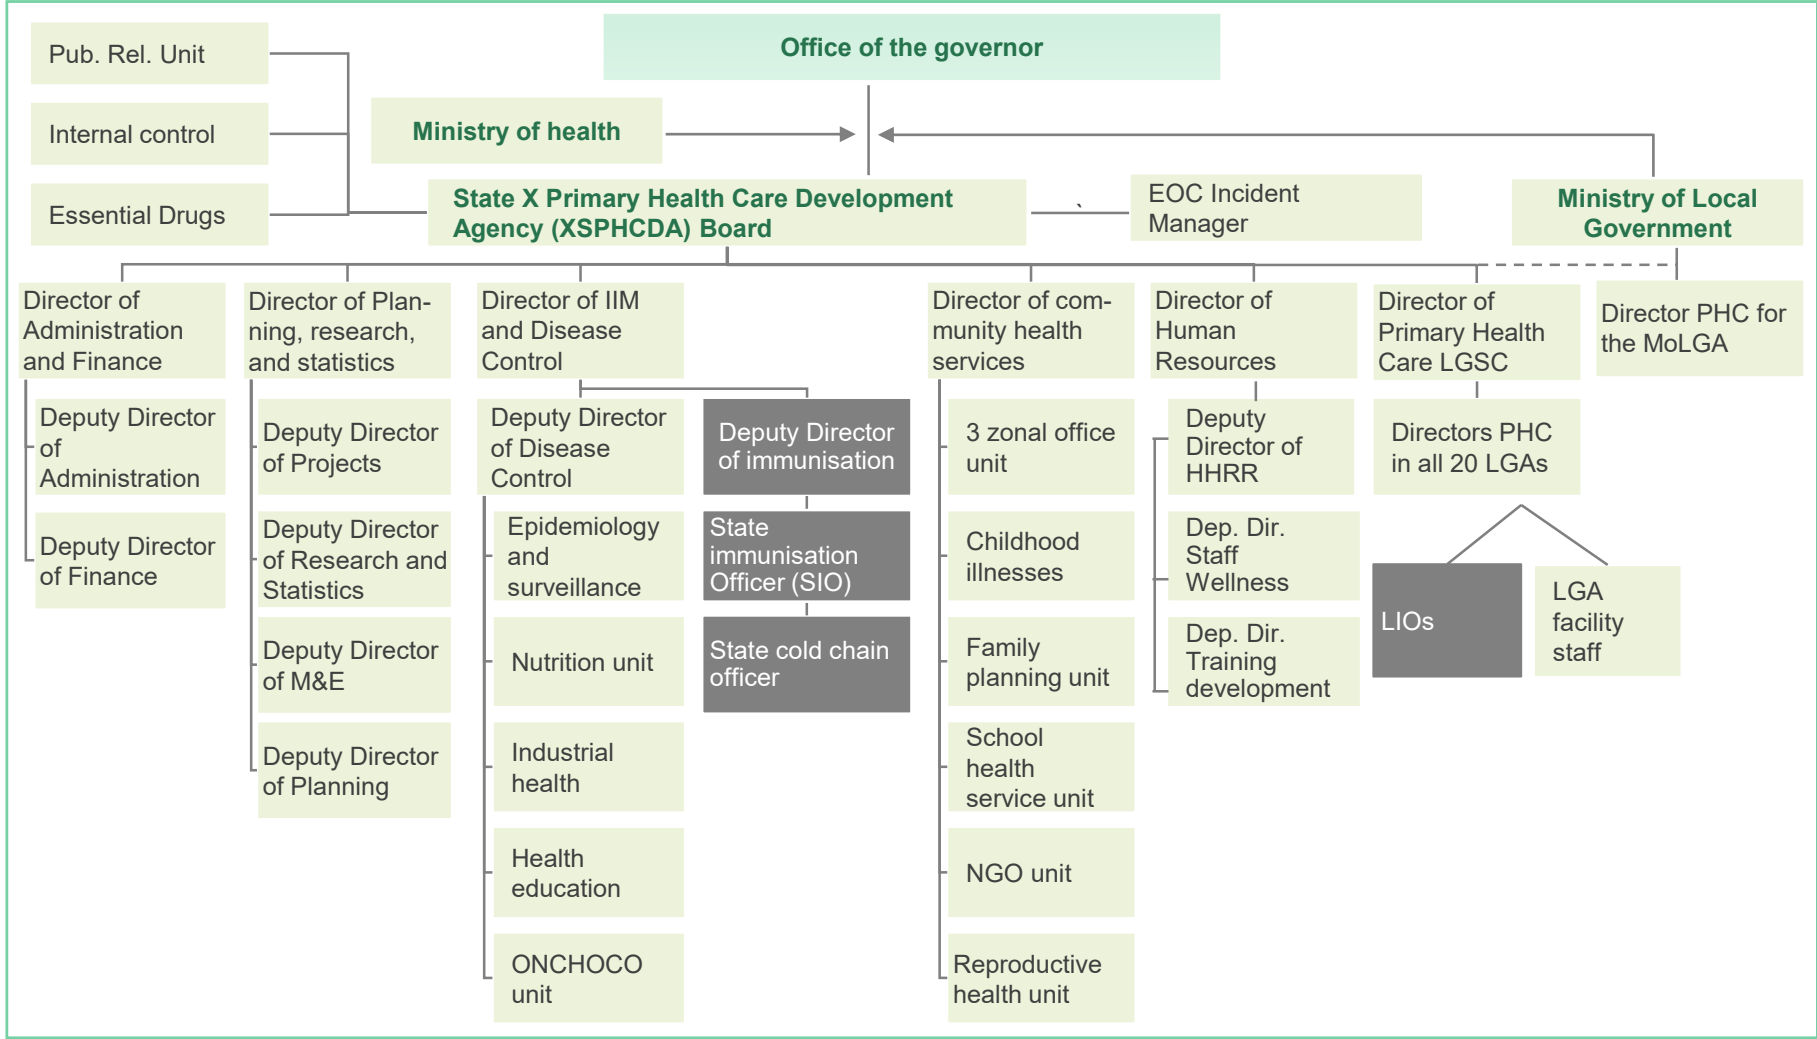 Pub. Rel. Unit
Office of the governor
Internal control
Ministry of health
Essential Drugs
State X Primary Health Care Development
Agency (XSPHCDA) Board
`
EOC Incident
Manager
Ministry of Local
Government
Director of
Administration
and Finance
Director of Plan-
ning, research,
and statistics
Director of IIM
and Disease
Control
Director of com-
munity health
services
Director of
Human
Resources
Director of
Primary Health
Care LGSC
Director PHC for
the MoLGA
Deputy Director
of
Administration
Deputy Director
of Finance
Deputy Director
of Projects
Deputy Director
of Research and
Statistics
Deputy Director
of M&E
Deputy Director
of Planning
Deputy Director
of Disease
Control
Epidemiology
and
surveillance
Nutrition unit
Industrial
health
Health
education
ONCHOCO
unit
Deputy Director
of immunisation
State
immunisation
Officer (SIO)
State cold chain
officer
3 zonal office
unit
Childhood
illnesses
Family
planning unit
School
health
service unit
NGO unit
Reproductive
health unit
Deputy
Director of
HHRR
Dep. Dir.
Staff
Wellness
Dep. Dir.
Training
development
Directors PHC
in all 20 LGAs
LIOs
LGA
facility
staff